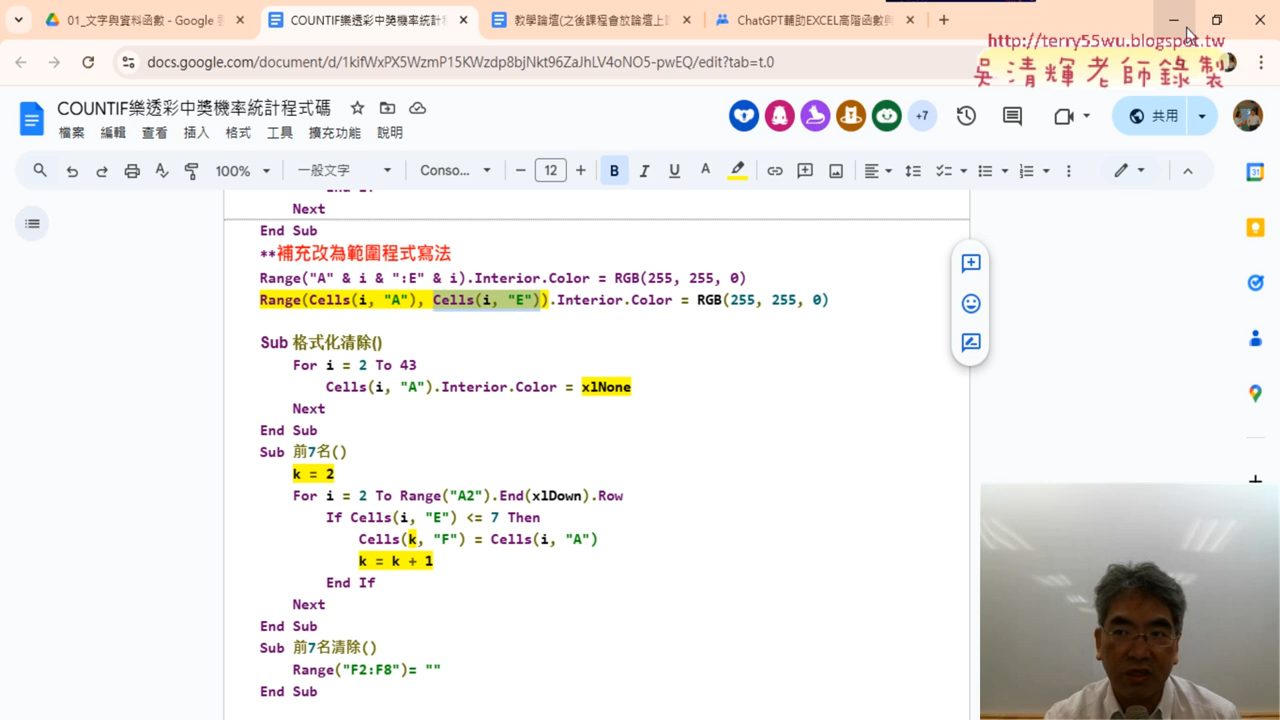 01_文字與資料函數 - Google
COUNTIF樂透彩中獎機率統計程
教學論壇(之後課程會放論壇上
ChatGPT輔助EXCEL高階函數與
http://terry55wu.blogspot.tw
吳清輝老師錄製
docs.google.com/document/d/1kifWxPX5WzmP15KWzdp8bjNkt96ZaJhLV4oNO5-pwEQ/edit?tab=t.0
COUNTIF樂透彩中獎機率統計程式碼
檔案 編輯 查看 插入 格式 工具 擴充功能 說明
+7
共用
100% 一般文字 Conso... 12 B I U A
End If
Next
End Sub
**補充改為範圍程式寫法
Range("A" & i & ":E" & i).Interior.Color = RGB(255, 255, 0)
Range(Cells(i, "A"), Cells(i, "E")).Interior.Color = RGB(255, 255, 0)
Sub 格式化清除()
For i = 2 To 43
Cells(i, "A").Interior.Color = xlNone
Next
End Sub
Sub 前7名()
k = 2
For i = 2 To Range("A2").End(xlDown).Row
If Cells(i, "E") <= 7 Then
Cells(k, "F") = Cells(i, "A")
k = k + 1
End If
Next
End Sub
Sub 前7名清除()
Range("F2:F8")= ""
End Sub